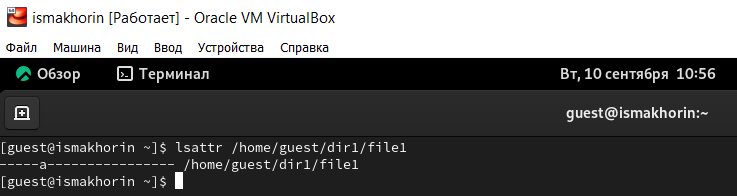 ismakhorin [Работает] - Oracle VM VirtualBox
Файл Машина Вид Ввод Устройства Справка
Обзор Терминал Вт, 10 сентября 10:56
guest@ismakhorin:~
[guest@ismakhorin ~]$ lsattr /home/guest/dir1/file1
-----a---------------- /home/guest/dir1/file1
[guest@ismakhorin ~]$